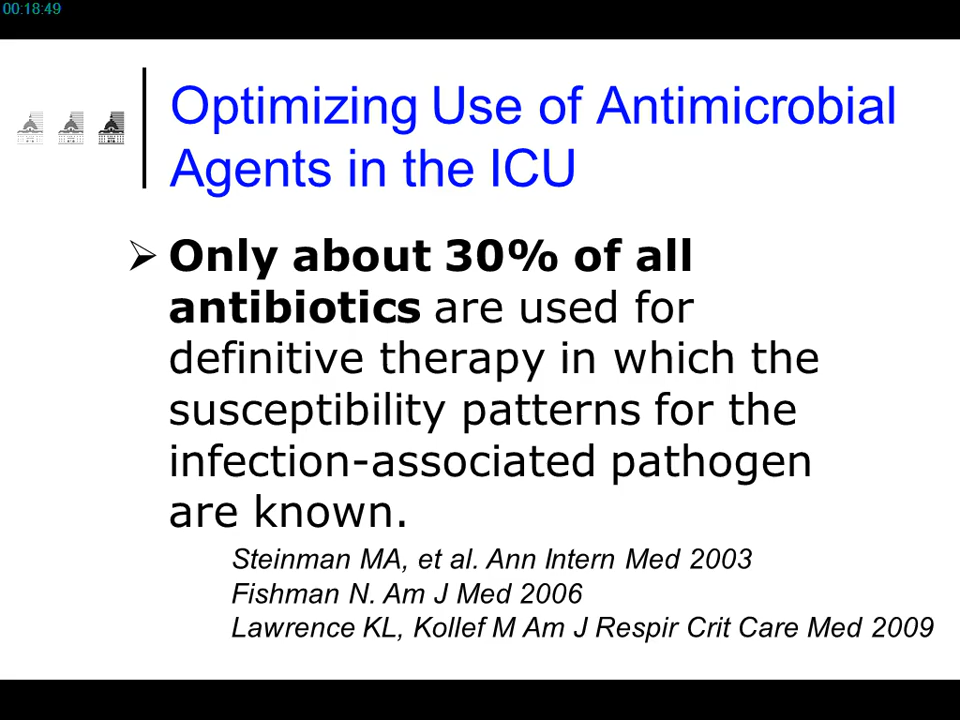 00:18:49
Optimizing Use of Antimicrobial
Agents in the ICU
➢ Only about 30% of all
antibiotics are used for
definitive therapy in which the
susceptibility patterns for the
infection-associated pathogen
are known.
Steinman MA, et al. Ann Intern Med 2003
Fishman N. Am J Med 2006
Lawrence KL, Kollef M Am J Respir Crit Care Med 2009